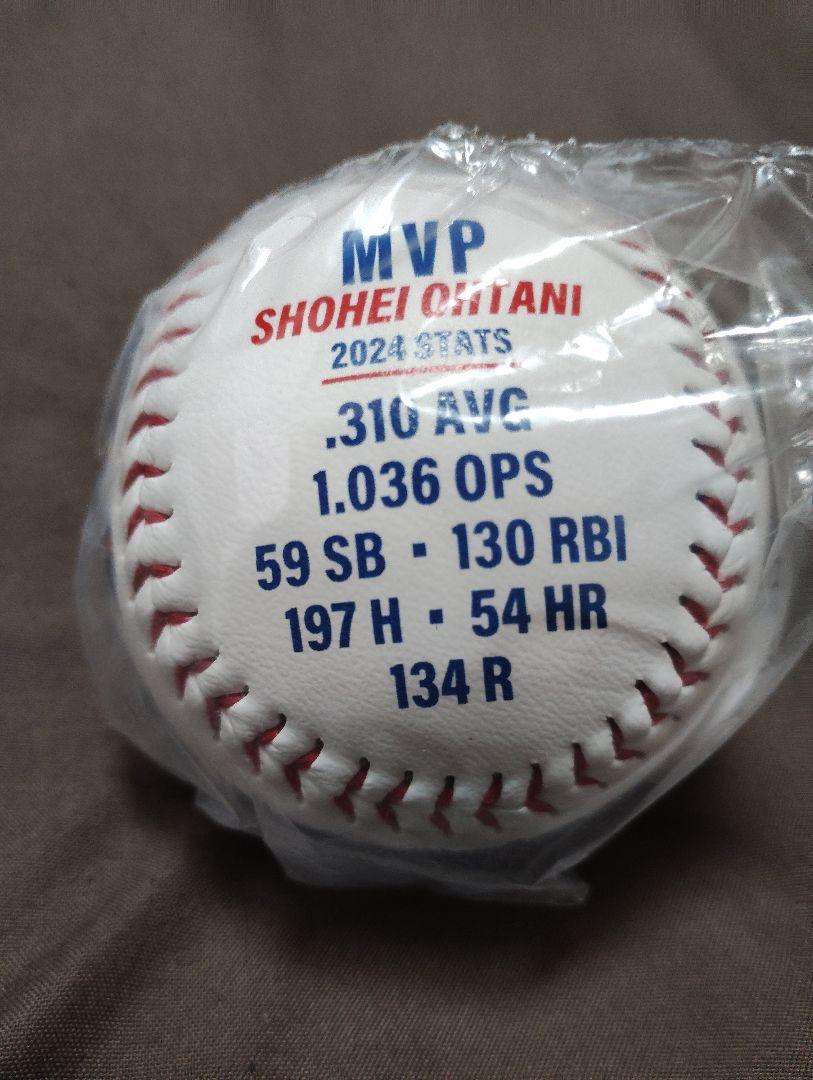 MVP
SHOHEI OHTANI
2024 STATS
.310 AVG
1.036 OPS
59 SB ▪ 130 RBI
197 H ▪ 54 HR
134 R